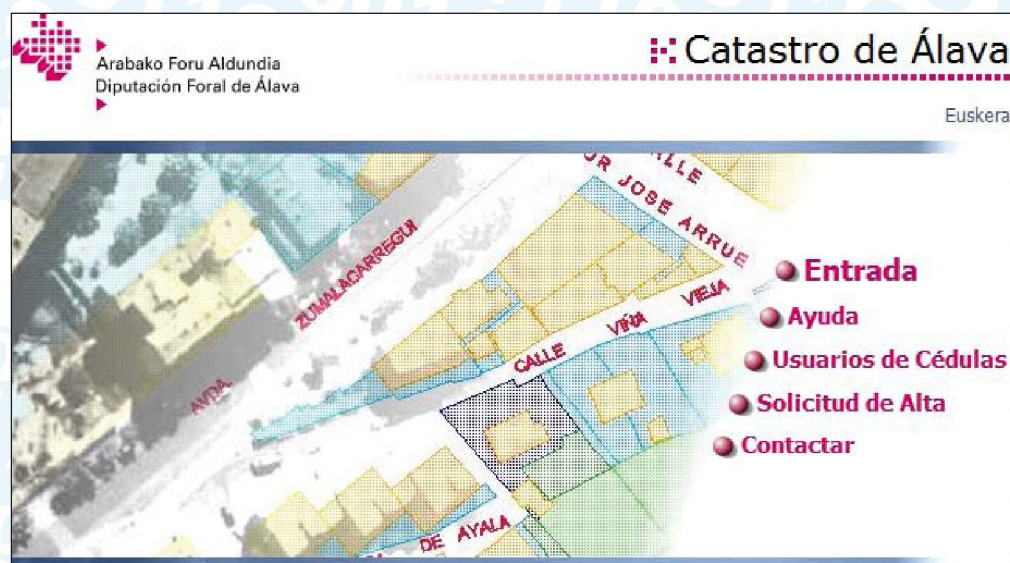 Arabako Foru Aldundia
Diputación Foral de Álava
Catastro de Álava
Euskera
CALLE
JOSE ARRUE
ZUMALACARREGUI
AVDA.
CALLE VIÑA VIEJA
DE AYALA
Entrada
Ayuda
Usuarios de Cédulas
Solicitud de Alta
Contactar